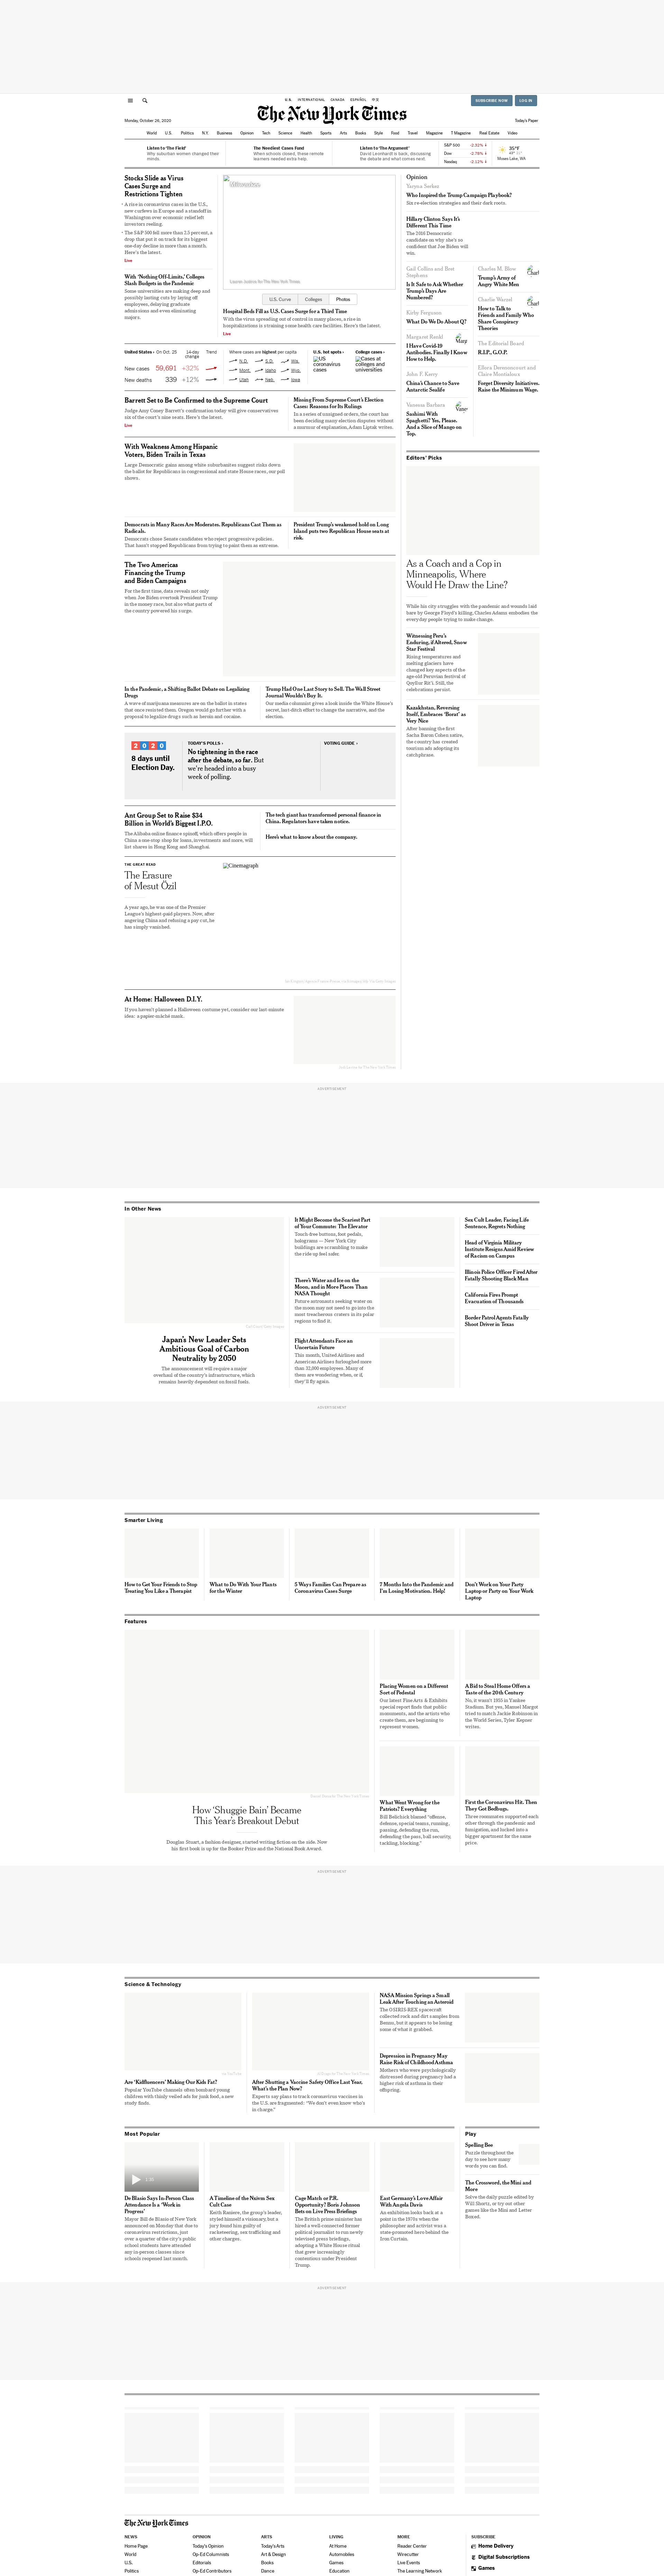 U.S. INTERNATIONAL CANADA ESPAÑOL 中文
SUBSCRIBE NOW
LOG IN
The New York Times
Monday, October 26, 2020
Today's Paper
World U.S. Politics N.Y. Business Opinion Tech Science Health Sports Arts Books Style Food Travel Magazine T Magazine Real Estate Video
Listen to 'The Field'
Why suburban women changed their minds.
The Neediest Cases Fund
When schools closed, these remote learners needed extra help.
Listen to 'The Argument'
David Leonhardt is back, discussing the debate and what comes next.
Moses Lake, WA
Stocks Slide as Virus
Cases Surge and
Restrictions Tighten
A rise in coronavirus cases in the U.S.,
new curfews in Europe and a standoff in
Washington over economic relief left
investors reeling.
The S&P 500 fell more than 2.5 percent, a
drop that put it on track for its biggest
one-day decline in more than a month.
Here's the latest.
Live
With 'Nothing Off-Limits,' Colleges
Slash Budgets in the Pandemic
Some universities are making deep and
possibly lasting cuts by laying off
employees, delaying graduate
admissions and even eliminating
majors.
Milwaukee
U.S. Curve Colleges Photos
Hospital Beds Fill as U.S. Cases Surge for a Third Time
With the virus spreading out of control in many places, a rise in
hospitalizations is straining some health care facilities. Here's the latest.
Live
United States › On Oct. 25 14-day change Trend
New cases 59,691 +32%
New deaths 339 +12%
Where cases are highest per capita
N.D. S.D. Wis.
Mont. Idaho Wyo.
Utah Neb. Iowa
U.S. hot spots ›
US coronavirus cases
College cases ›
Cases at colleges and universities
Barrett Set to Be Confirmed to the Supreme Court
Judge Amy Coney Barrett's confirmation today will give conservatives
six of the court's nine seats. Here's the latest.
Live
Missing From Supreme Court's Election
Cases: Reasons for Its Rulings
In a series of unsigned orders, the court has
been deciding many election disputes without
a murmur of explanation, Adam Liptak writes.
With Weakness Among Hispanic
Voters, Biden Trails in Texas
Large Democratic gains among white suburbanites suggest risks down
the ballot for Republicans in congressional and state House races, our poll
shows.
Democrats in Many Races Are Moderates. Republicans Cast Them as
Radicals.
Democrats chose Senate candidates who reject progressive policies.
That hasn't stopped Republicans from trying to paint them as extreme.
President Trump's weakened hold on Long
Island puts two Republican House seats at
risk.
The Two Americas
Financing the Trump
and Biden Campaigns
For the first time, data reveals not only
when Joe Biden overtook President Trump
in the money race, but also what parts of
the country powered his surge.
In the Pandemic, a Shifting Ballot Debate on Legalizing
Drugs
A wave of marijuana measures are on the ballot in states
that once resisted them. Oregon would go further with a
proposal to legalize drugs such as heroin and cocaine.
Trump Had One Last Story to Sell. The Wall Street
Journal Wouldn't Buy It.
Our media columnist gives a look inside the White House's
secret, last-ditch effort to change the narrative, and the
election.
2020
8 days until
Election Day.
TODAY'S POLLS ›
No tightening in the race
after the debate, so far. But
we're headed into a busy
week of polling.
VOTING GUIDE ›
Ant Group Set to Raise $34
Billion in World's Biggest I.P.O.
The Alibaba online finance spinoff, which offers people in
China a one-stop shop for loans, investments and more, will
list shares in Hong Kong and Shanghai.
The tech giant has transformed personal finance in
China. Regulators have taken notice.
Here's what to know about the company.
THE GREAT READ
The Erasure
of Mesut Özil
A year ago, he was one of the Premier
League's highest-paid players. Now, after
angering China and refusing a pay cut, he
has simply vanished.
Cinemagraph
At Home: Halloween D.I.Y.
If you haven't planned a Halloween costume yet, consider our last-minute
idea: a papier-mâché mask.
Opinion
Yaryna Serkez
Who Inspired the Trump Campaign Playbook?
Six re-election strategies and their dark roots.
Hillary Clinton Says It's
Different This Time
The 2016 Democratic
candidate on why she's so
confident that Joe Biden will
win.
Gail Collins and Bret
Stephens
Is It Safe to Ask Whether
Trump's Days Are
Numbered?
Kirby Ferguson
What Do We Do About Q?
Margaret Renkl
I Have Covid-19
Antibodies. Finally I Know
How to Help.
John F. Kerry
China's Chance to Save
Antarctic Sealife
Vanessa Barbara
Sushimi With
Spaghetti? Yes, Please.
And a Slice of Mango on
Top.
Charles M. Blow
Trump's Army of
Angry White Men
Charlie Warzel
How to Talk to
Friends and Family Who
Share Conspiracy
Theories
The Editorial Board
R.I.P., G.O.P.
Ellora Derenoncourt and
Claire Montialoux
Forget Diversity Initiatives.
Raise the Minimum Wage.
Editors' Picks
As a Coach and a Cop in
Minneapolis, Where
Would He Draw the Line?
While his city struggles with the pandemic and wounds laid
bare by George Floyd's killing, Charles Adams embodies the
everyday people trying to make change.
Witnessing Peru's
Enduring, if Altered, Snow
Star Festival
Rising temperatures and
melting glaciers have
changed key aspects of the
age-old Peruvian festival of
Qoyllur Rit'i. Still, the
celebrations persist.
Kazakhstan, Reversing
Itself, Embraces 'Borat' as
Very Nice
After banning the first
Sacha Baron Cohen satire,
the country has created
tourism ads adopting its
catchphrase.
ADVERTISEMENT
In Other News
Japan's New Leader Sets
Ambitious Goal of Carbon
Neutrality by 2050
The announcement will require a major
overhaul of the country's infrastructure, which
remains heavily dependent on fossil fuels.
It Might Become the Scariest Part
of Your Commute: The Elevator
Touch-free buttons, foot pedals,
holograms — New York City
buildings are scrambling to make
the ride up feel safer.
There's Water and Ice on the
Moon, and in More Places Than
NASA Thought
Future astronauts seeking water on
the moon may not need to go into the
most treacherous craters in its polar
regions to find it.
Flight Attendants Face an
Uncertain Future
This month, United Airlines and
American Airlines furloughed more
than 32,000 employees. Many of
them are wondering when, or if,
they'll fly again.
Sex Cult Leader, Facing Life
Sentence, Regrets Nothing
Head of Virginia Military
Institute Resigns Amid Review
of Racism on Campus
Illinois Police Officer Fired After
Fatally Shooting Black Man
California Fires Prompt
Evacuation of Thousands
Border Patrol Agents Fatally
Shoot Driver in Texas
ADVERTISEMENT
Smarter Living
How to Get Your Friends to Stop
Treating You Like a Therapist
What to Do With Your Plants
for the Winter
5 Ways Families Can Prepare as
Coronavirus Cases Surge
7 Months Into the Pandemic and
I'm Losing Motivation. Help!
Don't Work on Your Party
Laptop or Party on Your Work
Laptop
Features
How 'Shuggie Bain' Became
This Year's Breakout Debut
Douglas Stuart, a fashion designer, started writing fiction on the side. Now
his first book is up for the Booker Prize and the National Book Award.
Placing Women on a Different
Sort of Pedestal
Our latest Fine Arts & Exhibits
special report finds that public
monuments, and the artists who
create them, are beginning to
represent women.
A Bid to Steal Home Offers a
Taste of the 20th Century
No, it wasn't 1955 in Yankee
Stadium. But yes, Manuel Margot
tried to match Jackie Robinson in
the World Series, Tyler Kepner
writes.
What Went Wrong for the
Patriots? Everything
Bill Belichick blamed "offense,
defense, special teams, running,
passing, defending the run,
defending the pass, ball security,
tackling, blocking."
First the Coronavirus Hit. Then
They Got Bedbugs.
Three roommates supported each
other through the pandemic and
fumigation, and lucked into a
bigger apartment for the same
price.
ADVERTISEMENT
Science & Technology
Are 'Kidfluencers' Making Our Kids Fat?
Popular YouTube channels often bombard young
children with thinly veiled ads for junk food, a new
study finds.
After Shutting a Vaccine Safety Office Last Year,
What's the Plan Now?
Experts say plans to track coronavirus vaccines in
the U.S. are fragmented: "We don't even know who's
in charge."
NASA Mission Springs a Small
Leak After Touching an Asteroid
The OSIRIS-REX spacecraft
collected rock and dirt samples from
Bennu, but it appears to be losing
some of what it grabbed.
Depression in Pregnancy May
Raise Risk of Childhood Asthma
Mothers who were psychologically
distressed during pregnancy had a
higher risk of asthma in their
offspring.
Most Popular
De Blasio Says In-Person Class
Attendance Is a 'Work in
Progress'
Mayor Bill de Blasio of New York
announced on Monday that due to
coronavirus restrictions, just
over a quarter of the city's public
school students have attended
any in-person classes since
schools reopened last month.
A Timeline of the Nxivm Sex
Cult Case
Keith Raniere, the group's leader,
styled himself a visionary, but a
jury found him guilty of
racketeering, sex trafficking and
other charges.
Cage Match or P.R.
Opportunity? Boris Johnson
Bets on Live Press Briefings
The British prime minister has
hired a well-connected former
political journalist to run newly
televised press briefings,
adopting a White House ritual
that grew increasingly
contentious under President
Trump.
East Germany's Love Affair
With Angela Davis
An exhibition looks back at a
point in the 1970s when the
philosopher and activist was a
state-promoted hero behind the
Iron Curtain.
Play
Spelling Bee
Puzzle throughout the
day to see how many
words you can find.
The Crossword, the Mini and
More
Solve the daily puzzle edited by
Will Shortz, or try out other
games like the Mini and Letter
Boxed.
ADVERTISEMENT
The New York Times
NEWS
Home Page
World
U.S.
Politics
OPINION
Today's Opinion
Op-Ed Columnists
Editorials
Op-Ed Contributors
ARTS
Today's Arts
Art & Design
Books
Dance
LIVING
At Home
Automobiles
Games
Education
MORE
Reader Center
Wirecutter
Live Events
The Learning Network
SUBSCRIBE
Home Delivery
Digital Subscriptions
Games